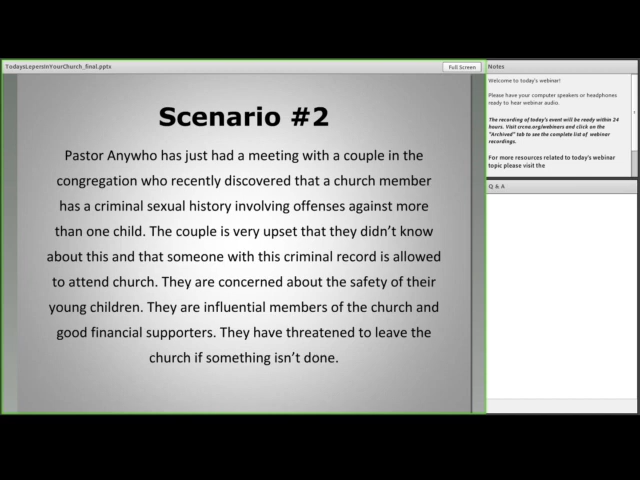 TodaysLepersInYourChurch_final.pptx
Full Screen
Scenario #2
Pastor Anywho has just had a meeting with a couple in the
congregation who recently discovered that a church member
has a criminal sexual history involving offenses against more
than one child. The couple is very upset that they didn't know
about this and that someone with this criminal record is allowed
to attend church. They are concerned about the safety of their
young children. They are influential members of the church and
good financial supporters. They have threatened to leave the
church if something isn't done.
Notes
Welcome to today's webinar!
Please have your computer speakers or headphones
ready to hear webinar audio.
The recording of today's event will be ready within 24
hours. Visit crcna.org/webinars and click on the
"Archived" tab to see the complete list of webinar
recordings.
For more resources related to today's webinar
topic please visit the
Q & A